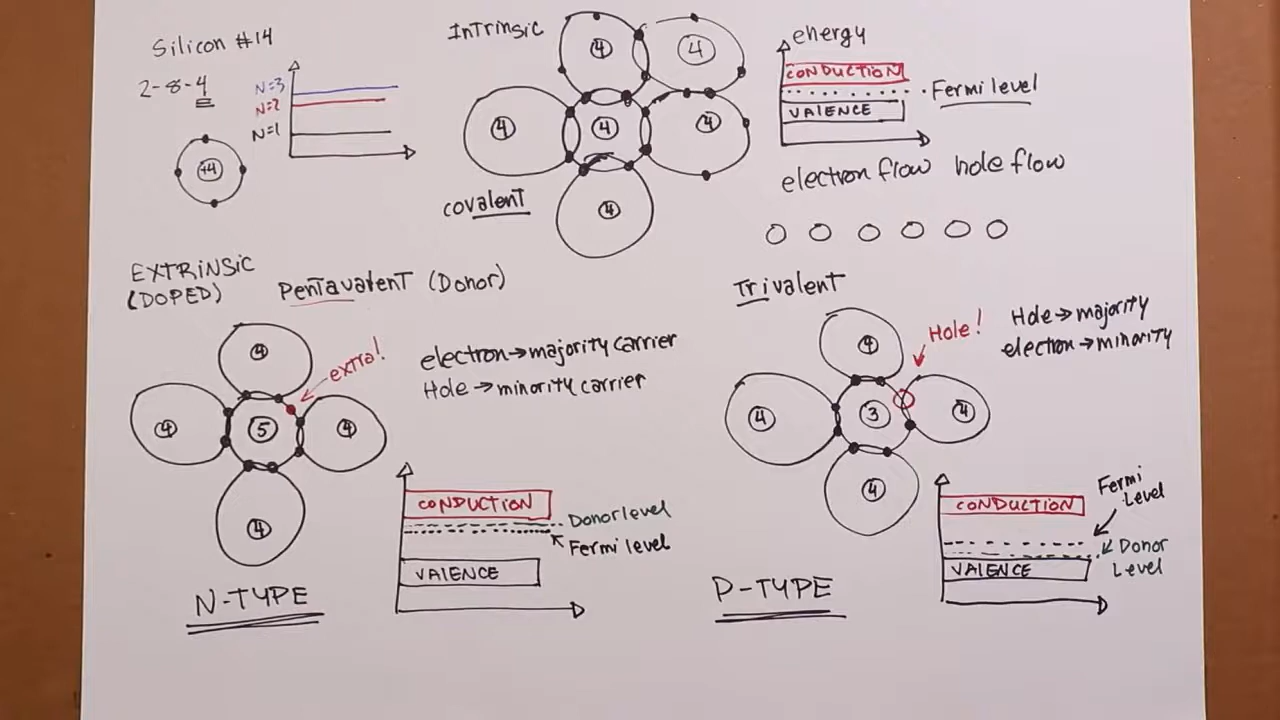 Silicon #14
2-8-4
N=3
N=2
N=1
+4
Intrinsic
4
4
4
4
4
4
covalent
energy
CONDUCTION
Fermi level
VALENCE
electron flow hole flow
EXTRINSIC
(DOPED)
Pentavalent (Donor)
4
extra!
4
5
4
4
electron→majority carrier
Hole→minority carrier
CONDUCTION
Donor level
Fermi level
VALENCE
N-TYPE
Trivalent
4
Hole!
4
3
4
4
Hole→majority
electron→minority
CONDUCTION
Fermi
Level
Donor
Level
VALENCE
P-TYPE